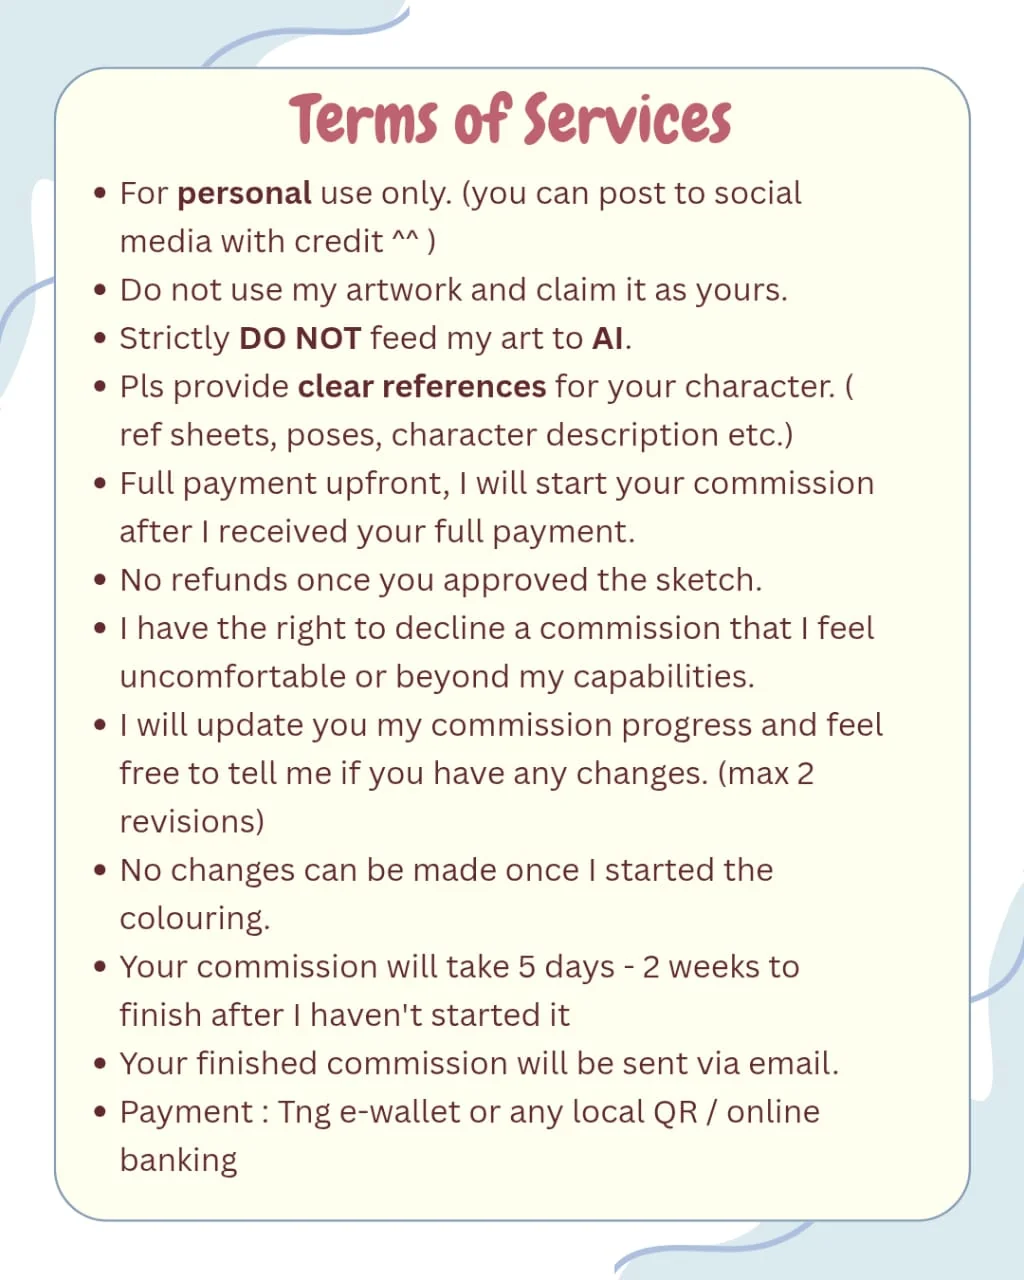 Terms of Services
• For personal use only. (you can post to social
media with credit ^^ )
• Do not use my artwork and claim it as yours.
• Strictly DO NOT feed my art to AI.
• Pls provide clear references for your character. (
ref sheets, poses, character description etc.)
• Full payment upfront, I will start your commission
after I received your full payment.
• No refunds once you approved the sketch.
• I have the right to decline a commission that I feel
uncomfortable or beyond my capabilities.
• I will update you my commission progress and feel
free to tell me if you have any changes. (max 2
revisions)
• No changes can be made once I started the
colouring.
• Your commission will take 5 days - 2 weeks to
finish after I haven't started it
• Your finished commission will be sent via email.
• Payment : Tng e-wallet or any local QR / online
banking